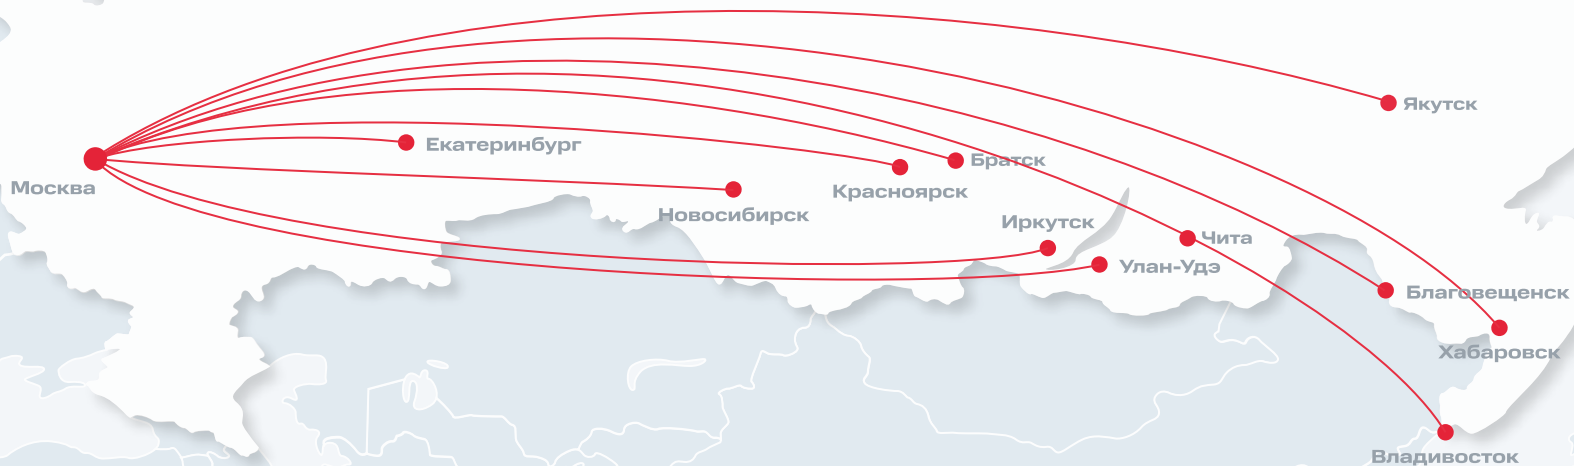 Якутск
Екатеринбург
Братск
Москва
Красноярск
Новосибирск
Иркутск
Чита
Улан-Удэ
Благовещенск
Хабаровск
Владивосток